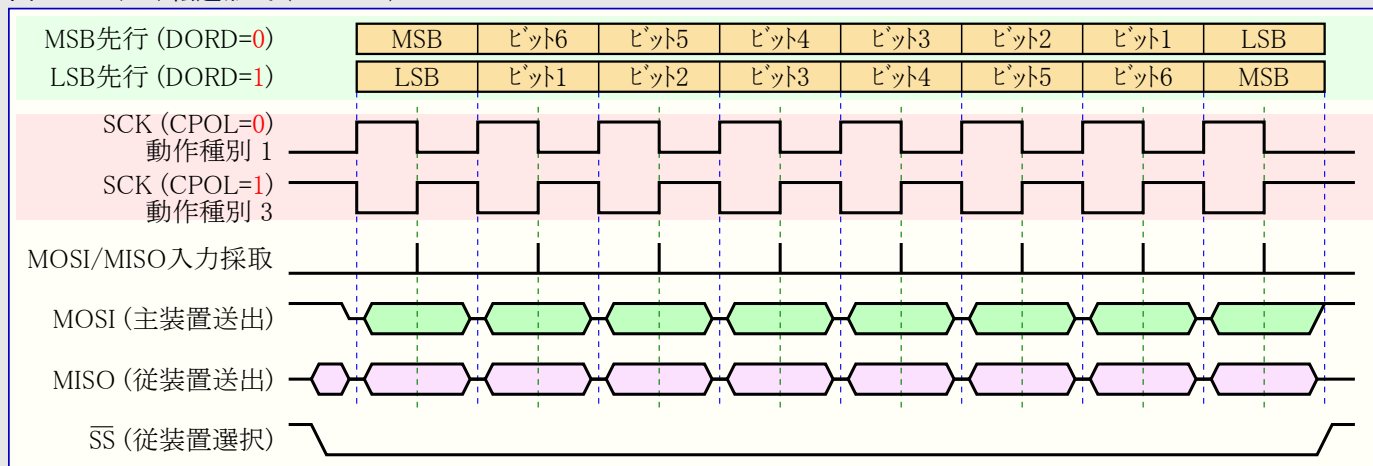 MSB先行 (DORD=0) MSB ビット6 ビット5 ビット4 ビット3 ビット2 ビット1 LSB
LSB先行 (DORD=1) LSB ビット1 ビット2 ビット3 ビット4 ビット5 ビット6 MSB
SCK (CPOL=0)
動作種別 1
SCK (CPOL=1)
動作種別 3
MOSI/MISO入力採取
MOSI (主装置送出)
MISO (従装置送出)
SS (従装置選択)